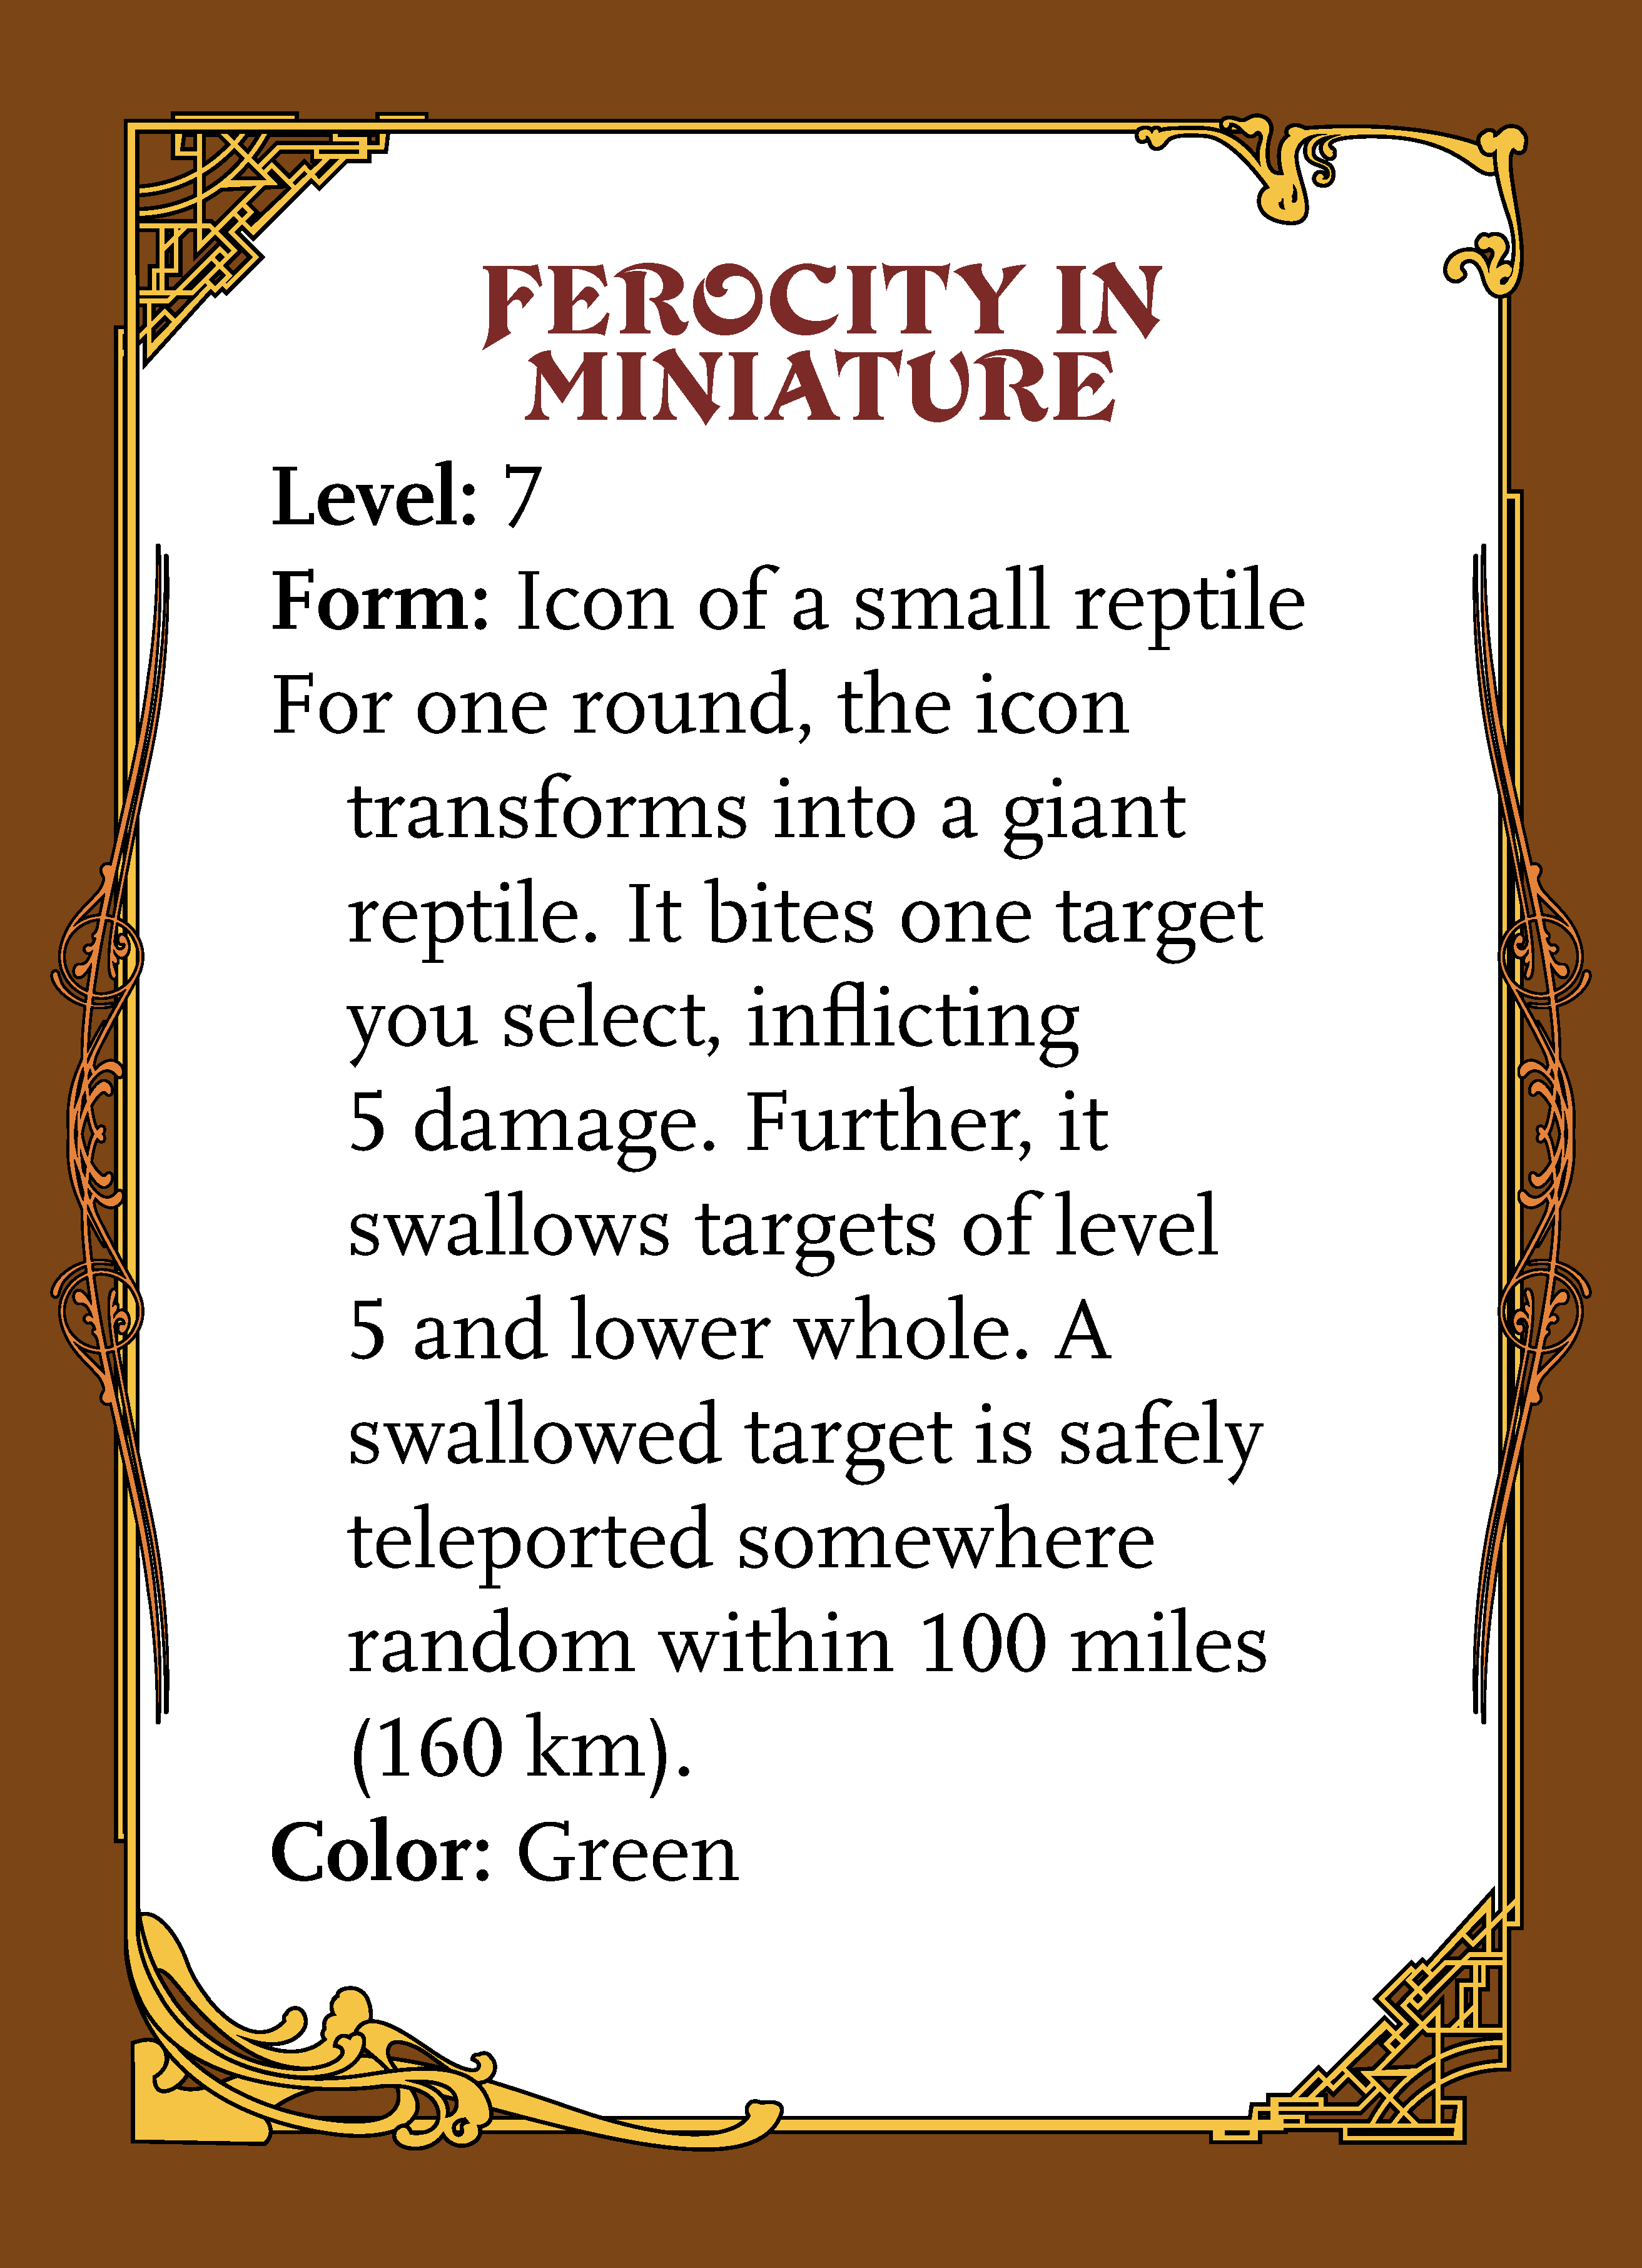 FEROCITY IN
MINIATURE
Level: 7
Form: Icon of a small reptile
For one round, the icon
transforms into a giant
reptile. It bites one target
you select, inflicting
5 damage. Further, it
swallows targets of level
5 and lower whole. A
swallowed target is safely
teleported somewhere
random within 100 miles
(160 km).
Color: Green